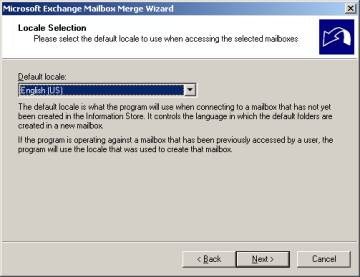 Microsoft Exchange Mailbox Merge Wizard
Locale Selection
Please select the default locale to use when accessing the selected mailboxes
Default locale:
English (US)
The default locale is what the program will use when connecting to a mailbox that has not yet
been created in the Information Store. It controls the language in which the default folders are
created in a new mailbox.
If the program is operating against a mailbox that has been previously accessed by a user, the
program will use the locale that was used to create that mailbox.
< Back
Next >
Cancel